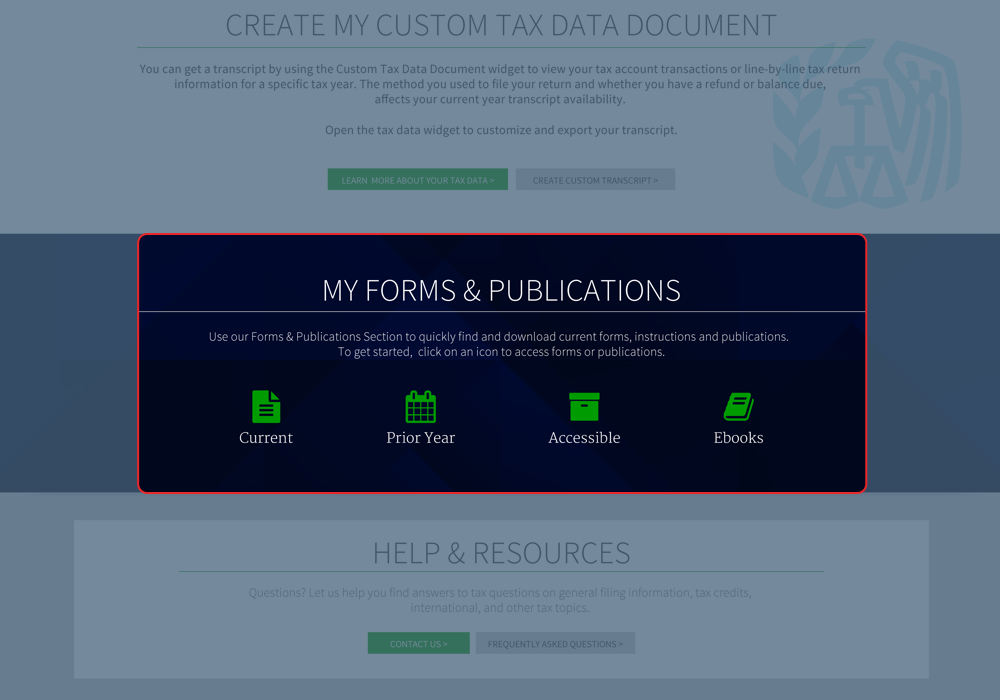 CREATE MY CUSTOM TAX DATA DOCUMENT
You can get a transcript by using the Custom Tax Data Document widget to view your tax account transactions or line-by-line tax return
information for a specific tax year. The method you used to file your return and whether you have a refund or balance due,
affects your current year transcript availability.
Open the tax data widget to customize and export your transcript.
LEARN MORE ABOUT YOUR TAX DATA > CREATE CUSTOM TRANSCRIPT >
MY FORMS & PUBLICATIONS
Use our Forms & Publications Section to quickly find and download current forms, instructions and publications.
To get started, click on an icon to access forms or publications.
Current Prior Year Accessible Ebooks
HELP & RESOURCES
Questions? Let us help you find answers to tax questions on general filing information, tax credits,
international, and other tax topics.
CONTACT US > FREQUENTLY ASKED QUESTIONS >